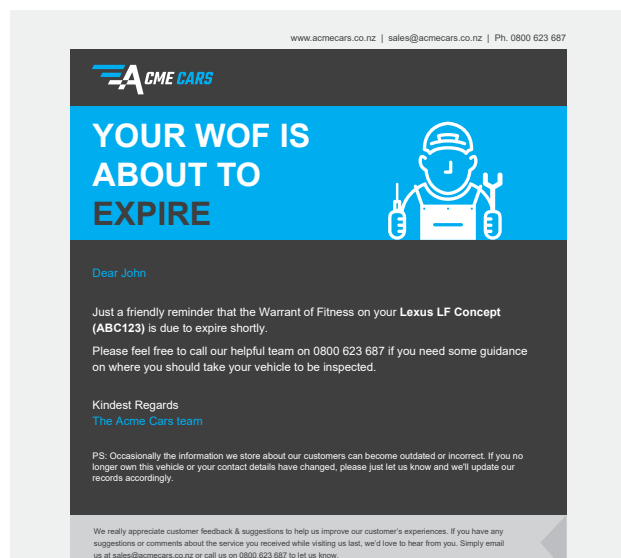 www.acmecars.co.nz | sales@acmecars.co.nz | Ph. 0800 623 687
ACME CARS
YOUR WOF IS
ABOUT TO
EXPIRE
Dear John
Just a friendly reminder that the Warrant of Fitness on your Lexus LF Concept
(ABC123) is due to expire shortly.
Please feel free to call our helpful team on 0800 623 687 if you need some guidance
on where you should take your vehicle to be inspected.
Kindest Regards
The Acme Cars team
PS: Occasionally the information we store about our customers can become outdated or incorrect. If you no
longer own this vehicle or your contact details have changed, please just let us know and we'll update our
records accordingly.
We really appreciate customer feedback & suggestions to help us improve our customer's experiences. If you have any
suggestions or comments about the service you received while visiting us last, we'd love to hear from you. Simply email
us at sales@acmecars.co.nz or call us on 0800 623 687 to let us know.